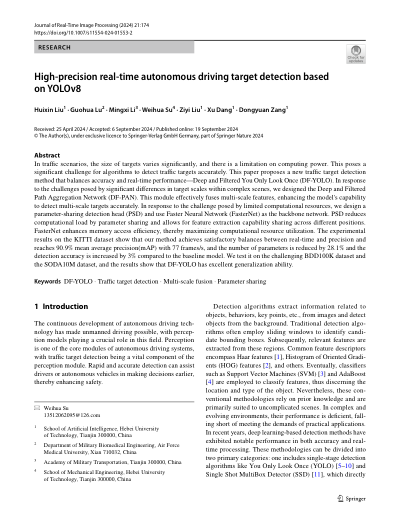 Journal of Real-Time Image Processing (2024) 21:174
https://doi.org/10.1007/s11554-024-01553-2
RESEARCH
Check for
updates
High-precision real-time autonomous driving target detection based
on YOLOv8
Huixin Liu1 · Guohua Lu2 · Mingxi Li3 · Weihua Su4 · Ziyi Liu1 · Xu Dang1 · Dongyuan Zang1
Received: 25 April 2024 / Accepted: 6 September 2024 / Published online: 19 September 2024
© The Author(s), under exclusive licence to Springer-Verlag GmbH Germany, part of Springer Nature 2024
Abstract
In traffic scenarios, the size of targets varies significantly, and there is a limitation on computing power. This poses a
significant challenge for algorithms to detect traffic targets accurately. This paper proposes a new traffic target detection
method that balances accuracy and real-time performance—Deep and Filtered You Only Look Once (DF-YOLO). In response
to the challenges posed by significant differences in target scales within complex scenes, we designed the Deep and Filtered
Path Aggregation Network (DF-PAN). This module effectively fuses multi-scale features, enhancing the model's capability
to detect multi-scale targets accurately. In response to the challenge posed by limited computational resources, we design a
parameter-sharing detection head (PSD) and use Faster Neural Network (FasterNet) as the backbone network. PSD reduces
computational load by parameter sharing and allows for feature extraction capability sharing across different positions.
FasterNet enhances memory access efficiency, thereby maximizing computational resource utilization. The experimental
results on the KITTI dataset show that our method achieves satisfactory balances between real-time and precision and
reaches 90.9% mean average precision(mAP) with 77 frames/s, and the number of parameters is reduced by 28.1% and the
detection accuracy is increased by 3% compared to the baseline model. We test it on the challenging BDD100K dataset and
the SODA10M dataset, and the results show that DF-YOLO has excellent generalization ability.
Keywords DF-YOLO · Traffic target detection · Multi-scale fusion · Parameter sharing
1 Introduction
The continuous development of autonomous driving tech-
nology has made unmanned driving possible, with percep-
tion models playing a crucial role in this field. Perception
is one of the core modules of autonomous driving systems,
with traffic target detection being a vital component of the
perception module. Rapid and accurate detection can assist
drivers or autonomous vehicles in making decisions earlier,
thereby enhancing safety.
Weihua Su
13512062085@126.com
1 School of Artificial Intelligence, Hebei University
of Technology, Tianjin 300000, China
2 Department of Military Biomedical Engineering, Air Force
Medical University, Xian 710032, China
3 Academy of Military Transportation, Tianjin 300000, China
4 School of Mechanical Engineering, Hebei University
of Technology, Tianjin 300000, China
Detection algorithms extract information related to
objects, behaviors, key points, etc., from images and detect
objects from the background. Traditional detection algo-
rithms often employ sliding windows to identify candi-
date bounding boxes. Subsequently, relevant features are
extracted from these regions. Common feature descriptors
encompass Haar features [1], Histogram of Oriented Gradi-
ents (HOG) features [2], and others. Eventually, classifiers
such as Support Vector Machines (SVM) [3] and AdaBoost
[4] are employed to classify features, thus discerning the
location and type of the object. Nevertheless, these con-
ventional methodologies rely on prior knowledge and are
primarily suited to uncomplicated scenes. In complex and
evolving environments, their performance is deficient, fall-
ing short of meeting the demands of practical applications.
In recent years, deep learning-based detection methods have
exhibited notable performance in both accuracy and real-
time processing. These methodologies can be divided into
two primary categories: one includes single-stage detection
algorithms like You Only Look Once (YOLO) [5–10] and
Single Shot MultiBox Detector (SSD) [11], which directly
Springer